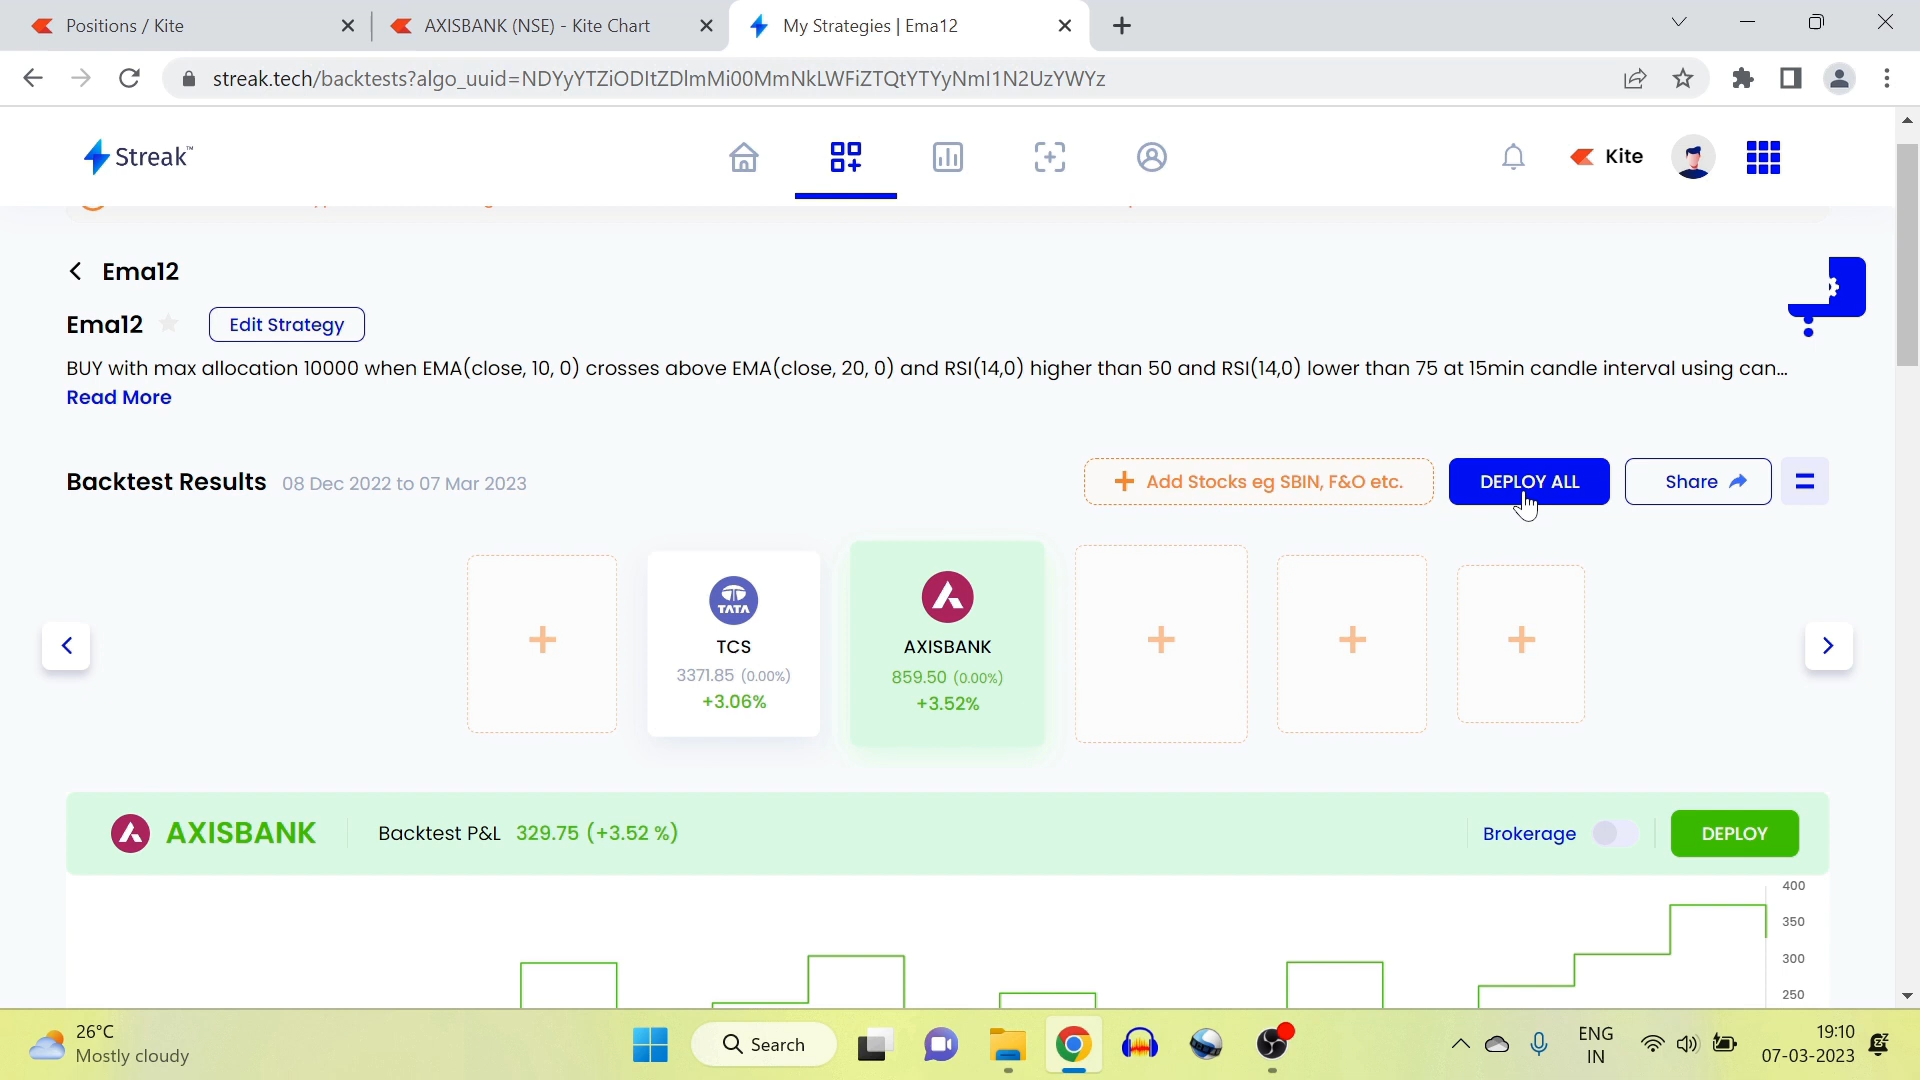 Positions / Kite
AXISBANK (NSE) - Kite Chart
My Strategies | Ema12
streak.tech/backtests?algo_uuid=NDYyYTZiODItZDlmMi00MmNkLWFiZTQtYTYyNmI1N2UzYWYz
Streak™
Kite
Ema12
Ema12
Edit Strategy
BUY with max allocation 10000 when EMA(close, 10, 0) crosses above EMA(close, 20, 0) and RSI(14,0) higher than 50 and RSI(14,0) lower than 75 at 15min candle interval using can...
Read More
Backtest Results 08 Dec 2022 to 07 Mar 2023
+ Add Stocks eg SBIN, F&O etc.
DEPLOY ALL
Share
TATA
TCS
3371.85 (0.00%)
+3.06%
AXISBANK
859.50 (0.00%)
+3.52%
AXISBANK
Backtest P&L 329.75 (+3.52 %)
Brokerage
DEPLOY
400
350
300
250
26°C
Mostly cloudy
Search
ENG
IN
19:10
07-03-2023